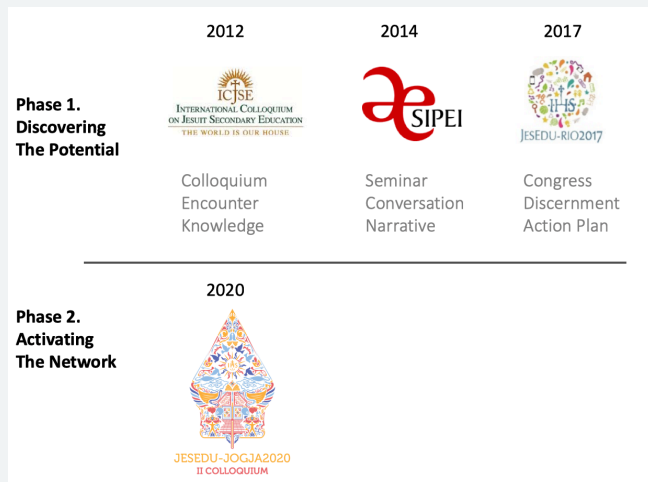 2012
2014
2017
Phase 1.
Discovering
The Potential
ICJSE
INTERNATIONAL COLLOQUIUM
ON JESUIT SECONDARY EDUCATION
THE WORLD IS OUR HOUSE
æ SIPEI
IHS
JESEDU-RIO2017
Colloquium
Encounter
Knowledge
Seminar
Conversation
Narrative
Congress
Discernment
Action Plan
2020
Phase 2.
Activating
The Network
JESEDU-JOGJA2020
II COLLOQUIUM